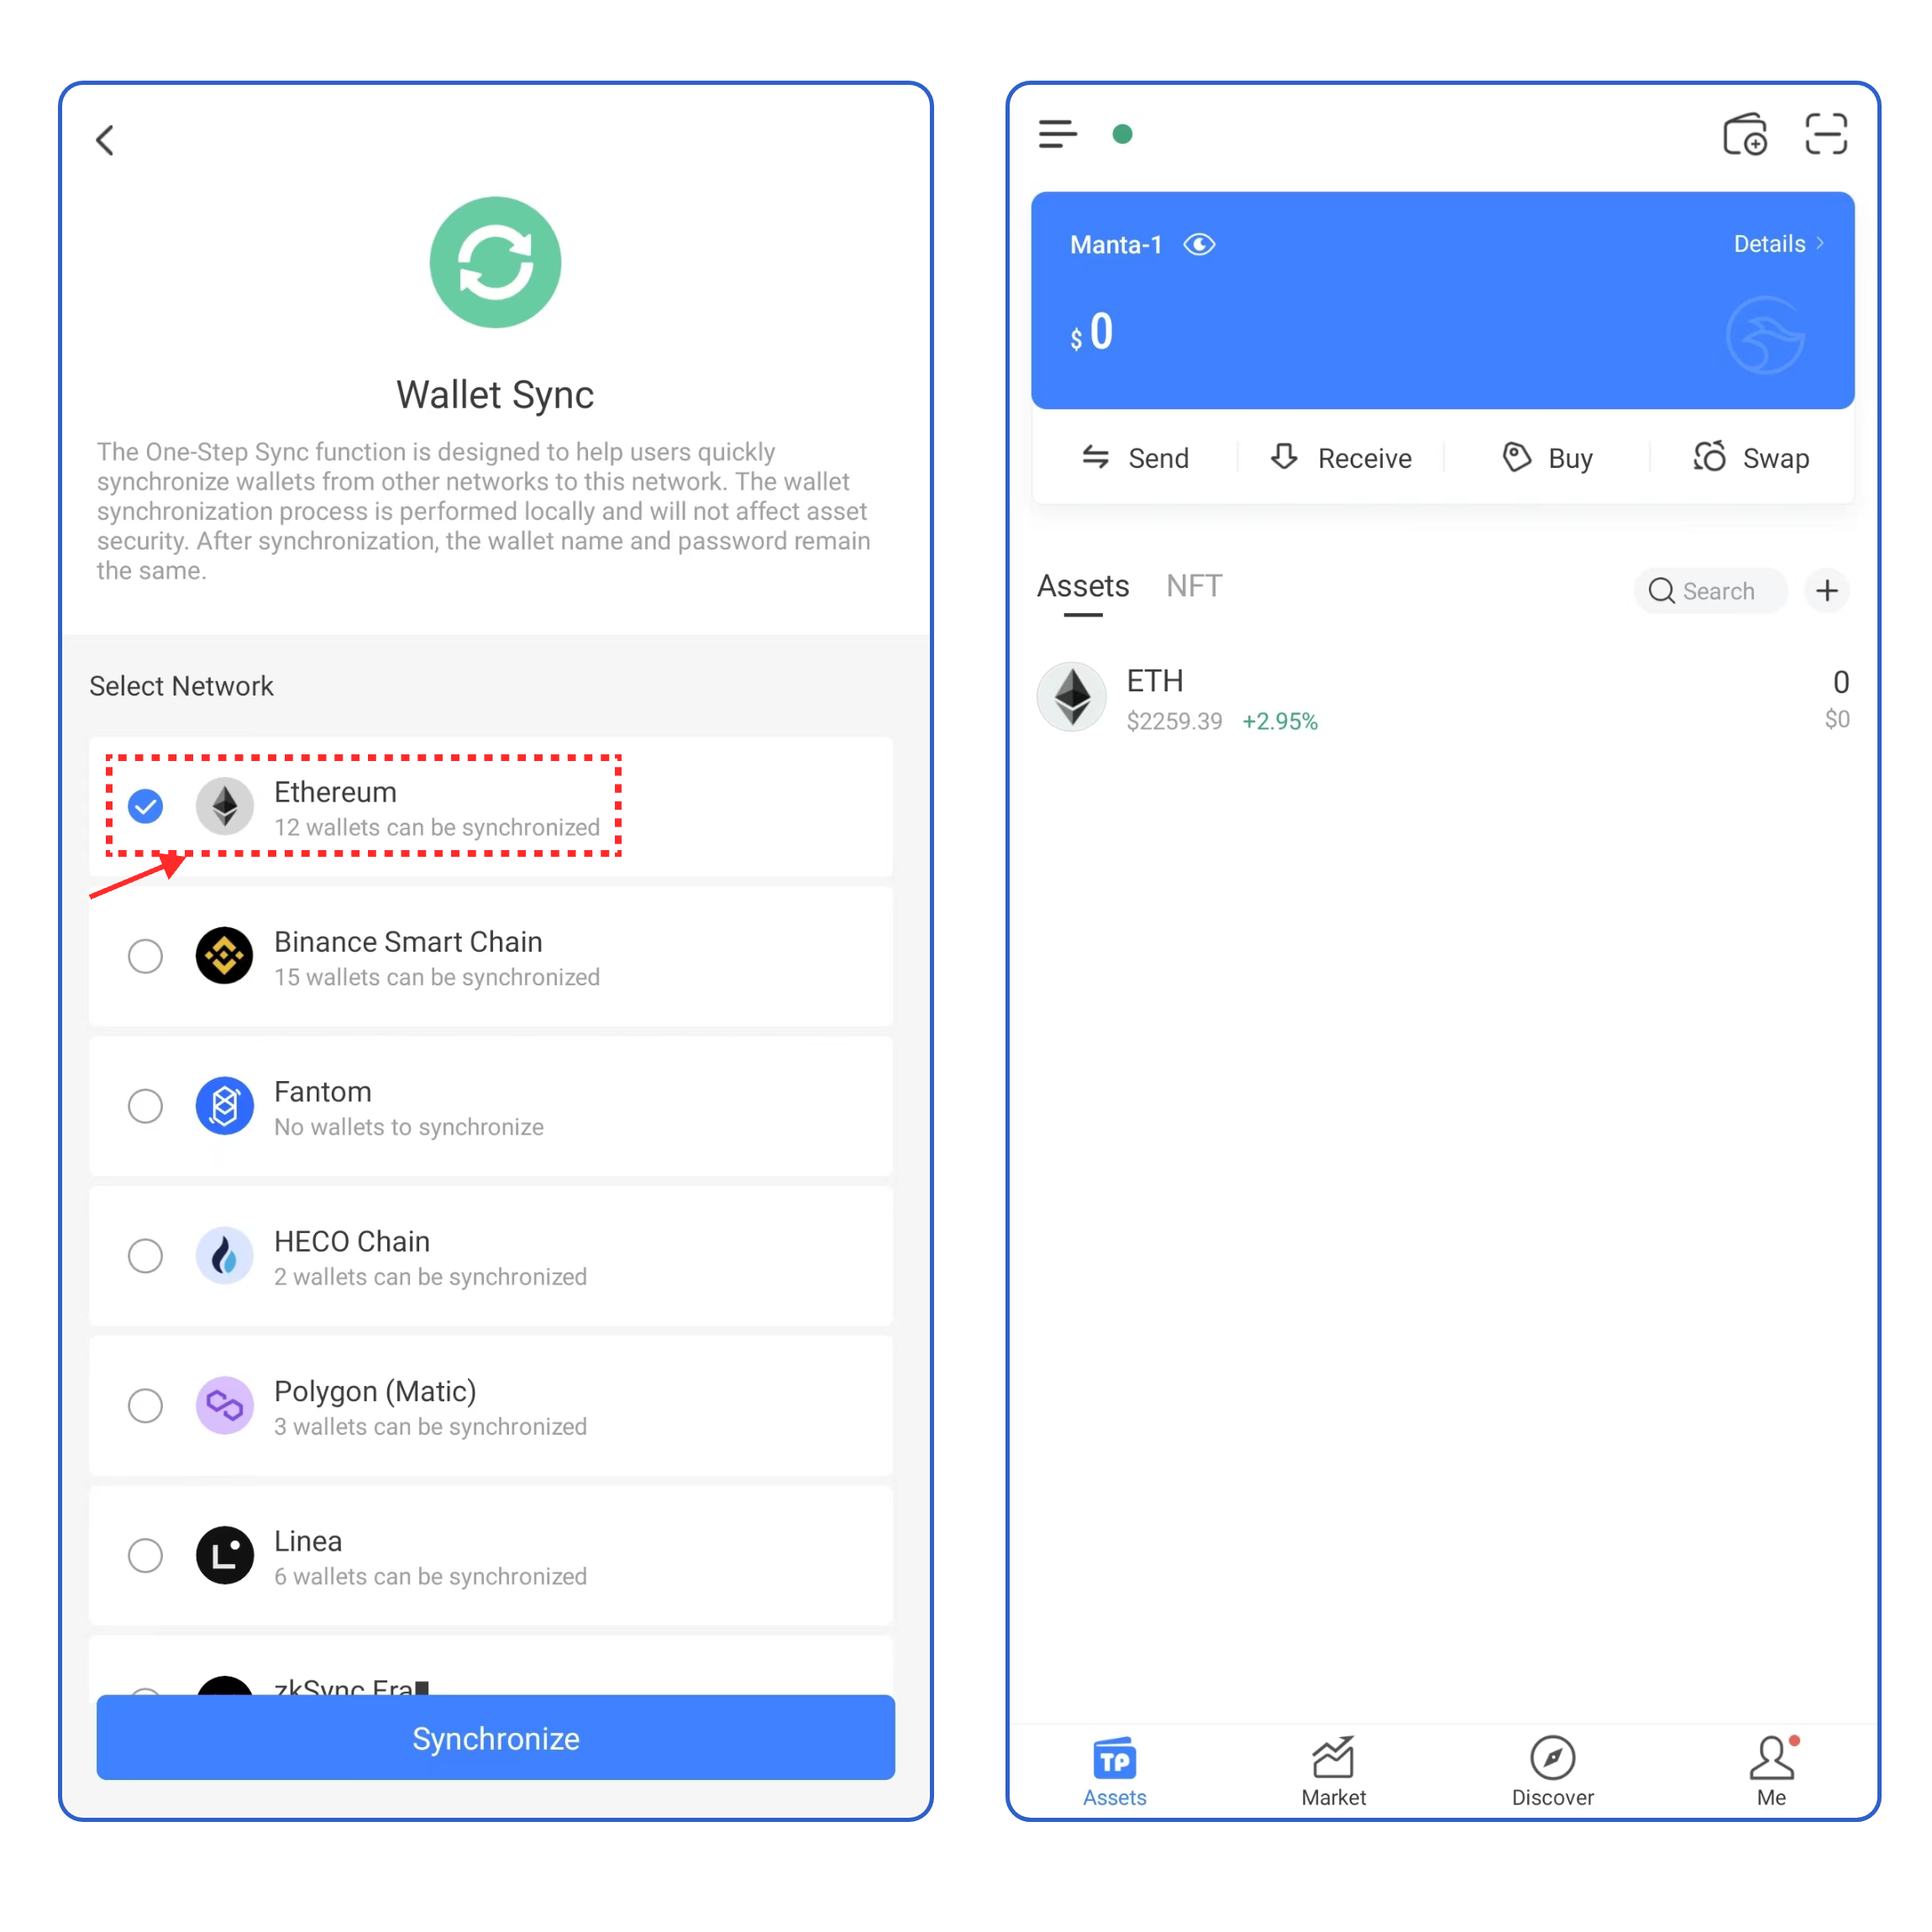 Wallet Sync
The One-Step Sync function is designed to help users quickly
synchronize wallets from other networks to this network. The wallet
synchronization process is performed locally and will not affect asset
security. After synchronization, the wallet name and password remain
the same.
Select Network
Ethereum
12 wallets can be synchronized
Binance Smart Chain
15 wallets can be synchronized
Fantom
No wallets to synchronize
HECO Chain
2 wallets can be synchronized
Polygon (Matic)
3 wallets can be synchronized
Linea
6 wallets can be synchronized
zkSync Era
Synchronize
Manta-1
Details
$ 0
Send
Receive
Buy
Swap
Assets
NFT
Search
ETH
0
$2259.39 +2.95%
$0
TP
Assets
Market
Discover
Me